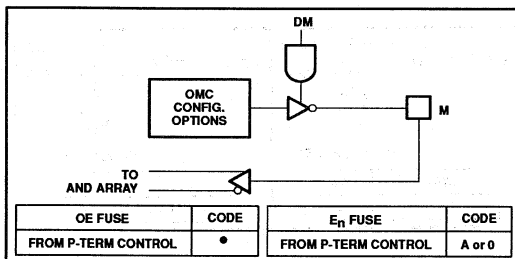 DM
OMC
CONFIG.
OPTIONS
M
TO
AND ARRAY
OE FUSE CODE
FROM P-TERM CONTROL ●
En FUSE CODE
FROM P-TERM CONTROL A or 0